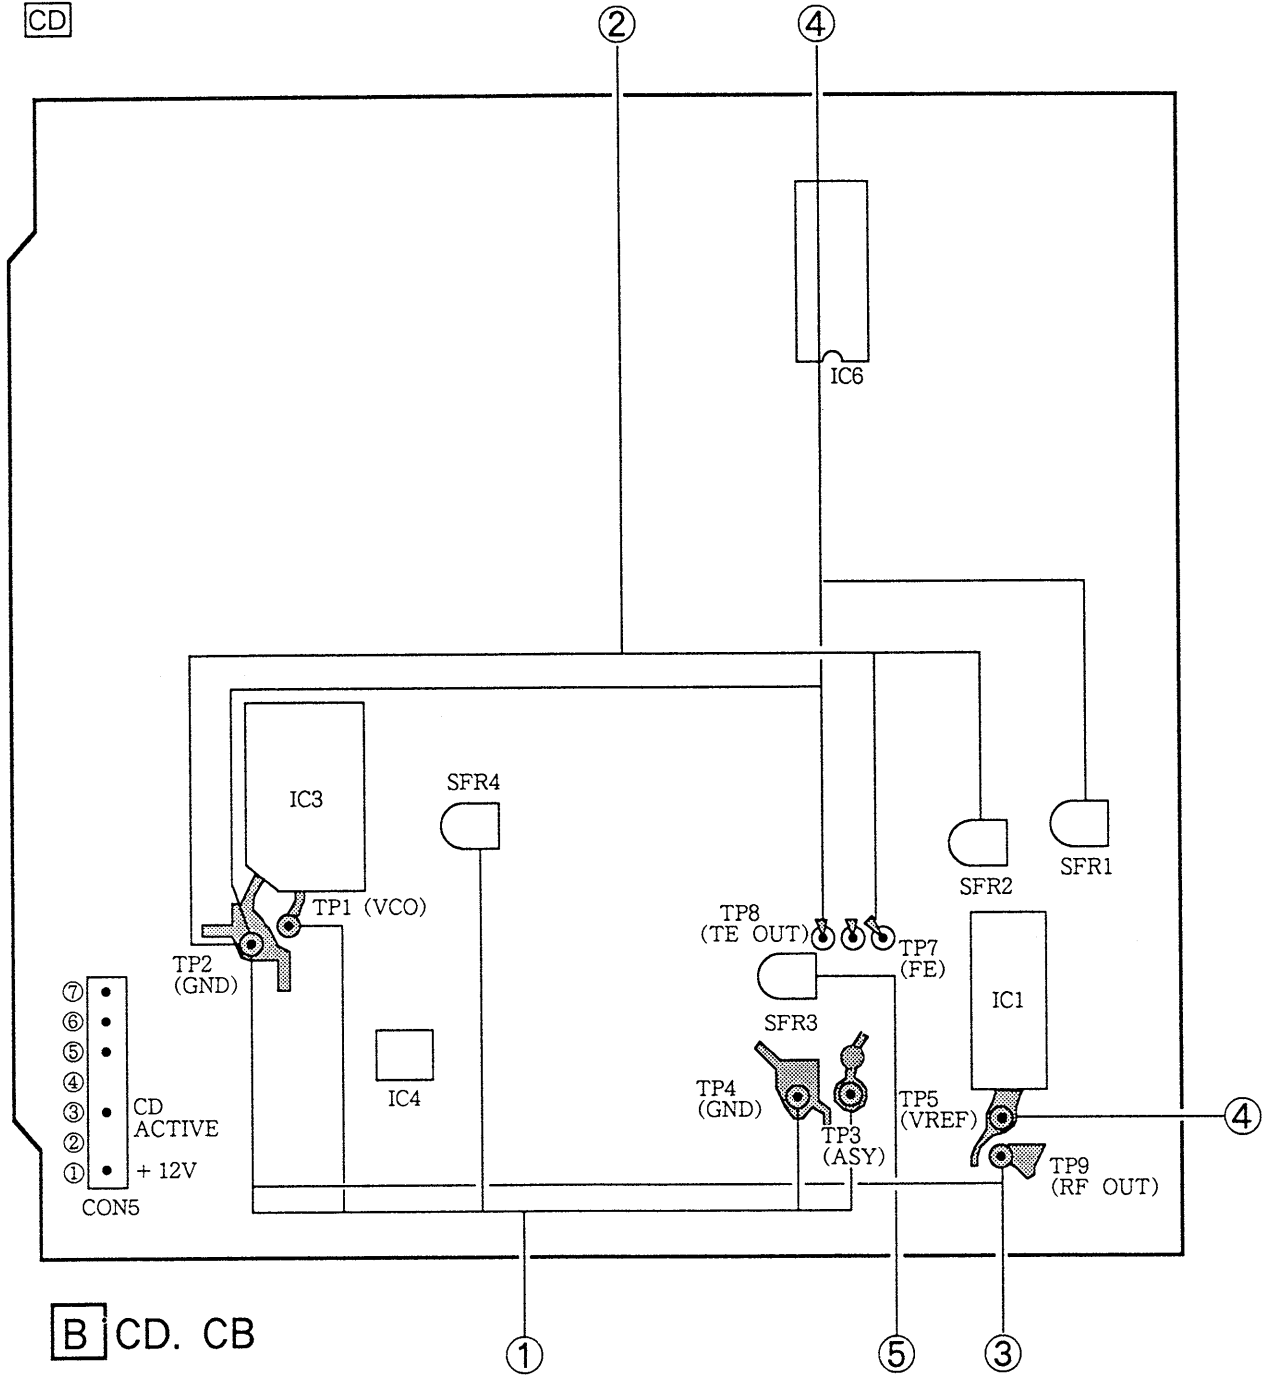 CD
② ④
IC6
IC3
SFR4
SFR2
SFR1
TP1 (VCO)
TP2
(GND)
TP8
(TE OUT)
TP7
(FE)
SFR3
IC1
IC4
TP4
(GND)
TP3
(ASY)
TP5
(VREF)
④
TP9
(RF OUT)
⑦
⑥
⑤
④
③ CD
ACTIVE
②
① + 12V
CON5
B CD. CB
① ⑤ ③